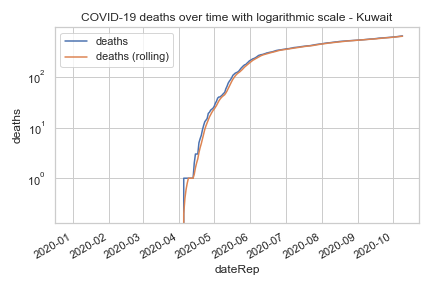 COVID-19 deaths over time with logarithmic scale - Kuwait
deaths
deaths (rolling)
10²
10¹
10⁰
deaths
2020-01
2020-02
2020-03
2020-04
2020-05
2020-06
2020-07
2020-08
2020-09
2020-10
dateRep